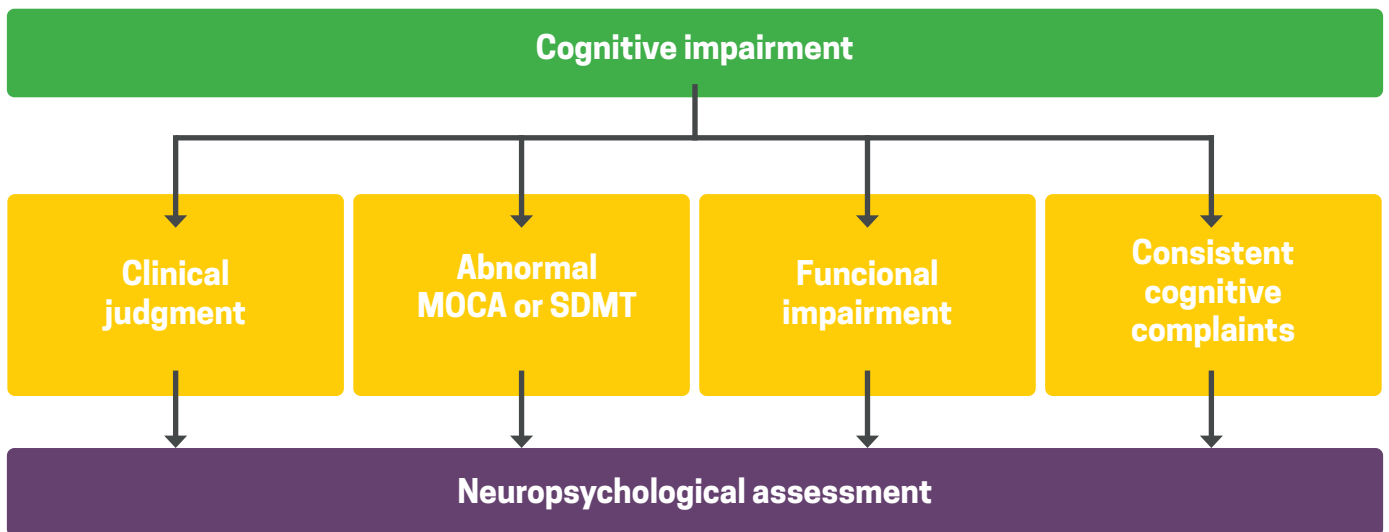 Cognitive impairment
Clinical
judgment
Abnormal
MOCA or SDMT
Funcional
impairment
Consistent
cognitive
complaints
Neuropsychological assessment